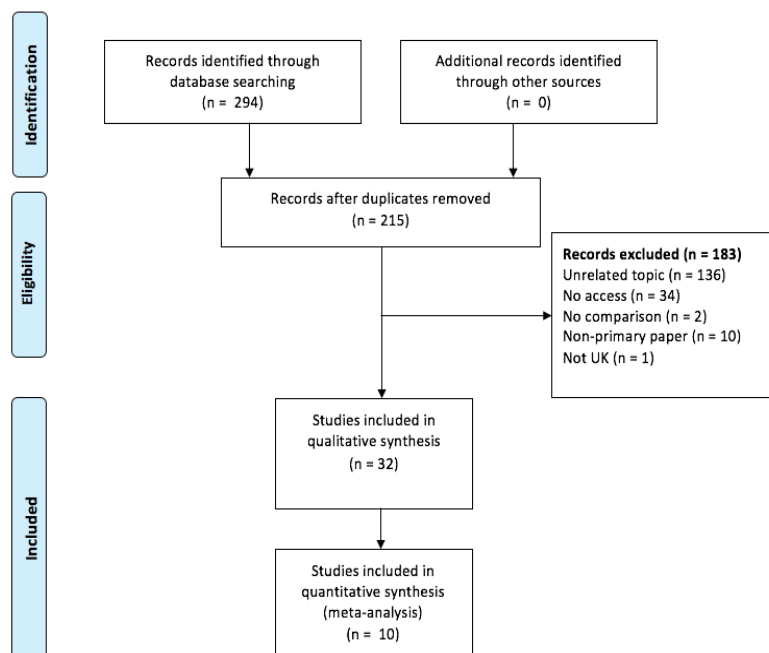 Identification
Records identified through
database searching
(n = 294)
Additional records identified
through other sources
(n = 0)
Eligibility
Records after duplicates removed
(n = 215)
Records excluded (n = 183)
Unrelated topic (n = 136)
No access (n = 34)
No comparison (n = 2)
Non-primary paper (n = 10)
Not UK (n = 1)
Included
Studies included in
qualitative synthesis
(n = 32)
Studies included in
quantitative synthesis
(meta-analysis)
(n = 10)